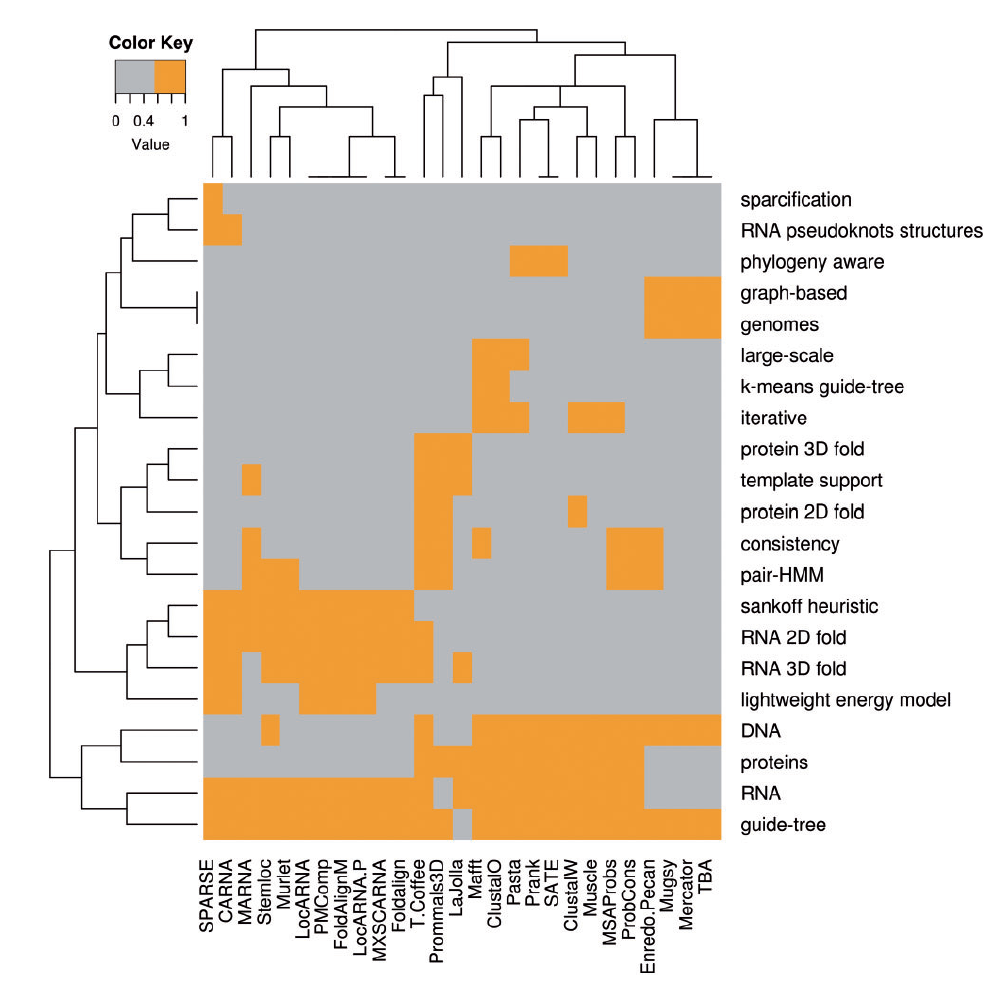 Color Key
0 0.4 1
Value
sparcification
RNA pseudoknots structures
phylogeny aware
graph-based
genomes
large-scale
k-means guide-tree
iterative
protein 3D fold
template support
protein 2D fold
consistency
pair-HMM
sankoff heuristic
RNA 2D fold
RNA 3D fold
lightweight energy model
DNA
proteins
RNA
guide-tree
SPARSE
CARNA
MARNA
Stemloc
Murlet
LocARNA
PMComp
FoldAlignM
LocARNA.P
MXSCARNA
Foldalign
T.Coffee
Prommals3D
LaJolla
Mafft
ClustalO
Pasta
Prank
SATE
ClustalW
Muscle
MSAProbs
ProbCons
Enredo.Pecan
Mugsy
Mercator
TBA